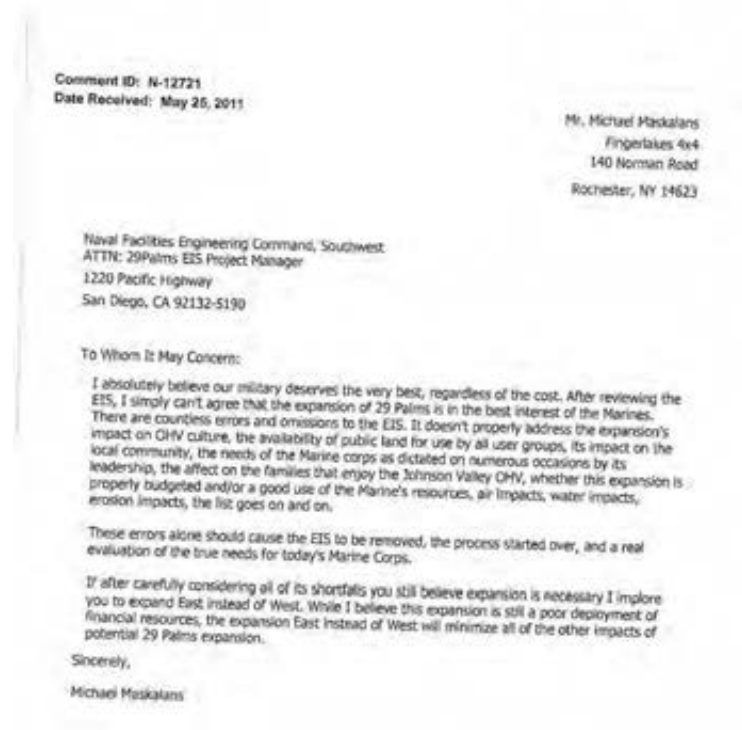 Comment ID: N-12721
Date Received: May 25, 2011
Mr. Michael Maskalans
Fingerlakes 4x4
140 Norman Road
Rochester, NY 14623
Naval Facilities Engineering Command, Southwest
ATTN: 29Palms EIS Project Manager
1220 Pacific Highway
San Diego, CA 92132-5190
To Whom It May Concern:
I absolutely believe our military deserves the very best, regardless of the cost. After reviewing the
EIS, I simply can't agree that the expansion of 29 Palms is in the best interest of the Marines.
There are countless errors and omissions to the EIS. It doesn't properly address the expansion's
impact on OHV culture, the availability of public land for use by all user groups, its impact on the
local community, the needs of the Marine corps as dictated on numerous occasions by its
leadership, the affect on the families that enjoy the Johnson Valley OHV, whether this expansion is
properly budgeted and/or a good use of the Marine's resources, air impacts, water impacts,
erosion impacts, the list goes on and on.
These errors alone should cause the EIS to be removed, the process started over, and a real
evaluation of the true needs for today's Marine Corps.
If after carefully considering all of its shortfalls you still believe expansion is necessary I implore
you to expand East instead of West. While I believe this expansion is still a poor deployment of
financial resources, the expansion East instead of West will minimize all of the other impacts of
potential 29 Palms expansion.
Sincerely,
Michael Maskalans